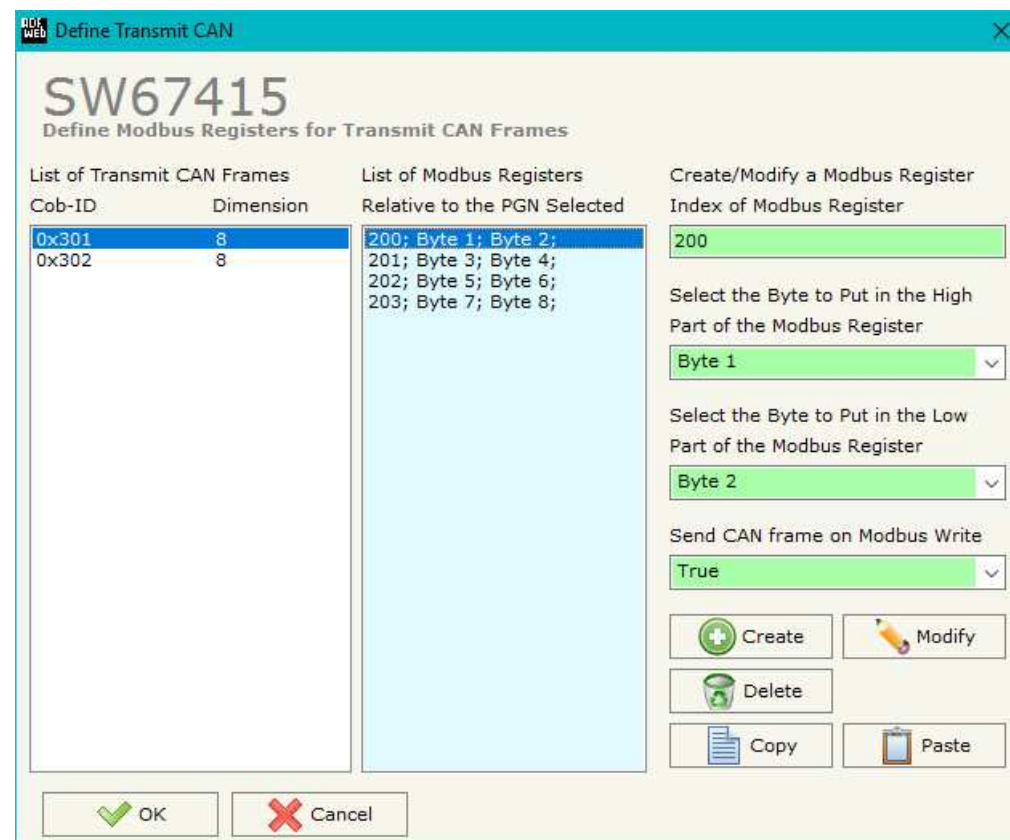 ADF WEB Define Transmit CAN
SW67415
Define Modbus Registers for Transmit CAN Frames
List of Transmit CAN Frames
Cob-ID Dimension
0x301 8
0x302 8
List of Modbus Registers
Relative to the PGN Selected
200; Byte 1; Byte 2;
201; Byte 3; Byte 4;
202; Byte 5; Byte 6;
203; Byte 7; Byte 8;
Create/Modify a Modbus Register
Index of Modbus Register
200
Select the Byte to Put in the High
Part of the Modbus Register
Byte 1
Select the Byte to Put in the Low
Part of the Modbus Register
Byte 2
Send CAN frame on Modbus Write
True
Create Modify
Delete
Copy Paste
OK Cancel